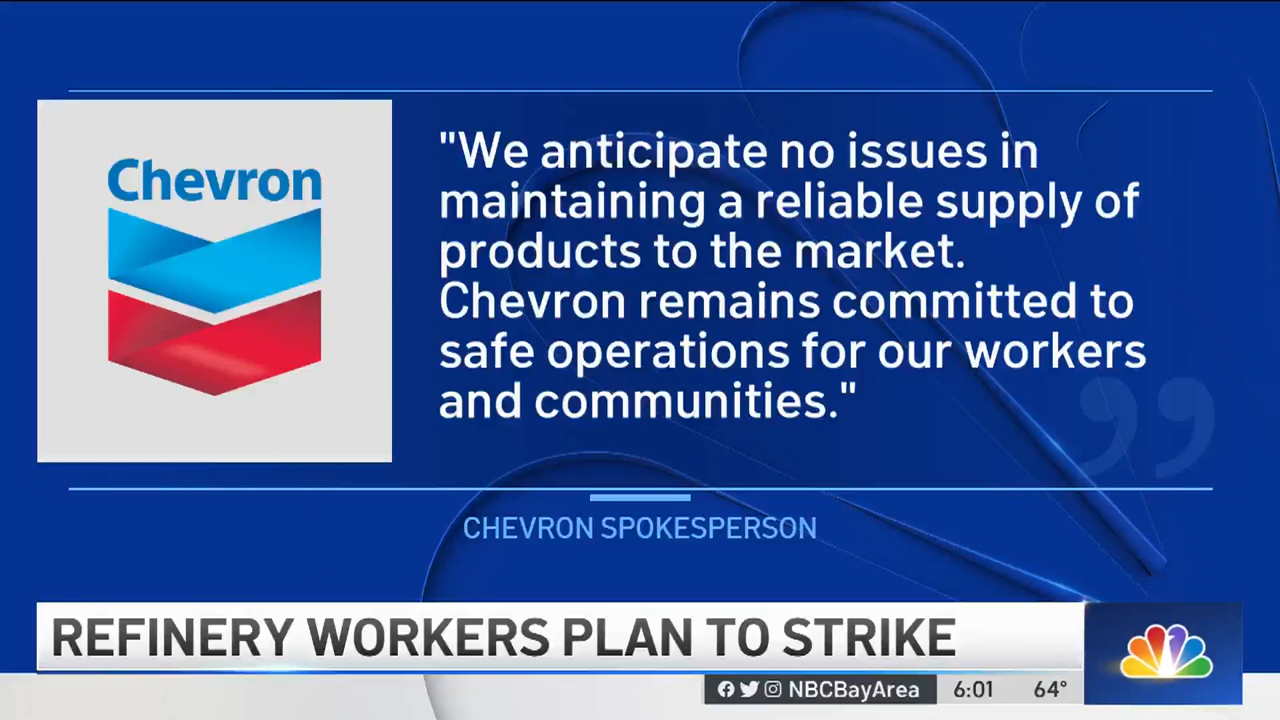 Chevron
"We anticipate no issues in
maintaining a reliable supply of
products to the market.
Chevron remains committed to
safe operations for our workers
and communities."
CHEVRON SPOKESPERSON
REFINERY WORKERS PLAN TO STRIKE
NBCBayArea 6:01 64°